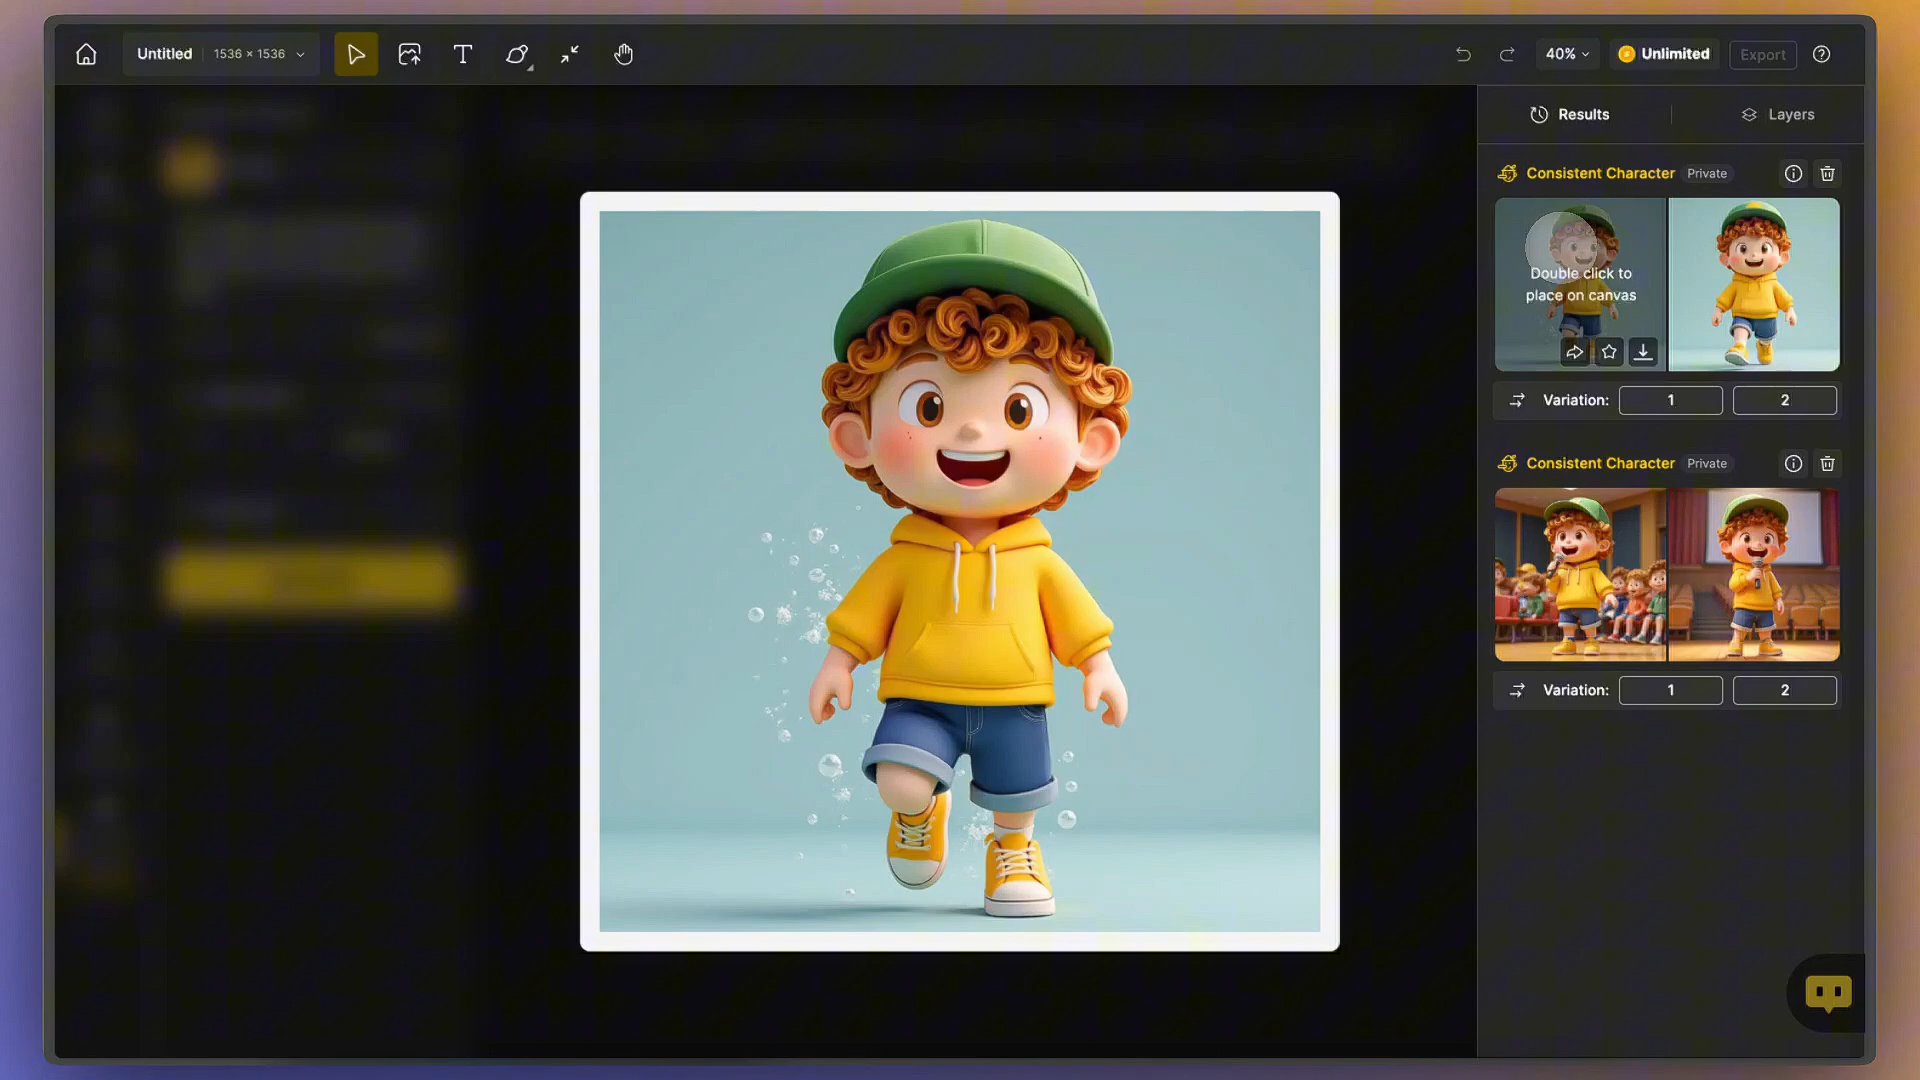 Untitled 1536 × 1536
40% Unlimited Export
Results Layers
Consistent Character Private
Double click to
place on canvas
Variation: 1 2
Consistent Character Private
Variation: 1 2